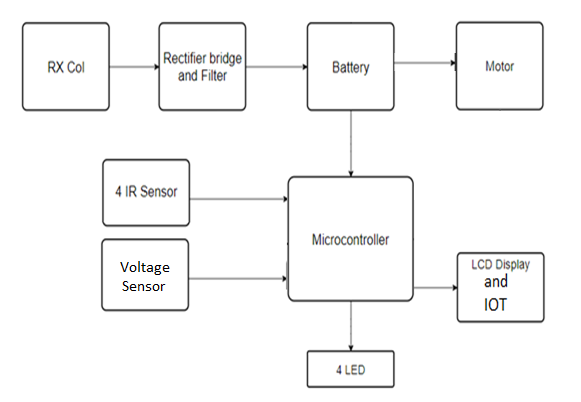 RX Col
Rectifier bridge
and Filter
Battery
Motor
4 IR Sensor
Microcontroller
Voltage
Sensor
LCD Display
and
IOT
4 LED